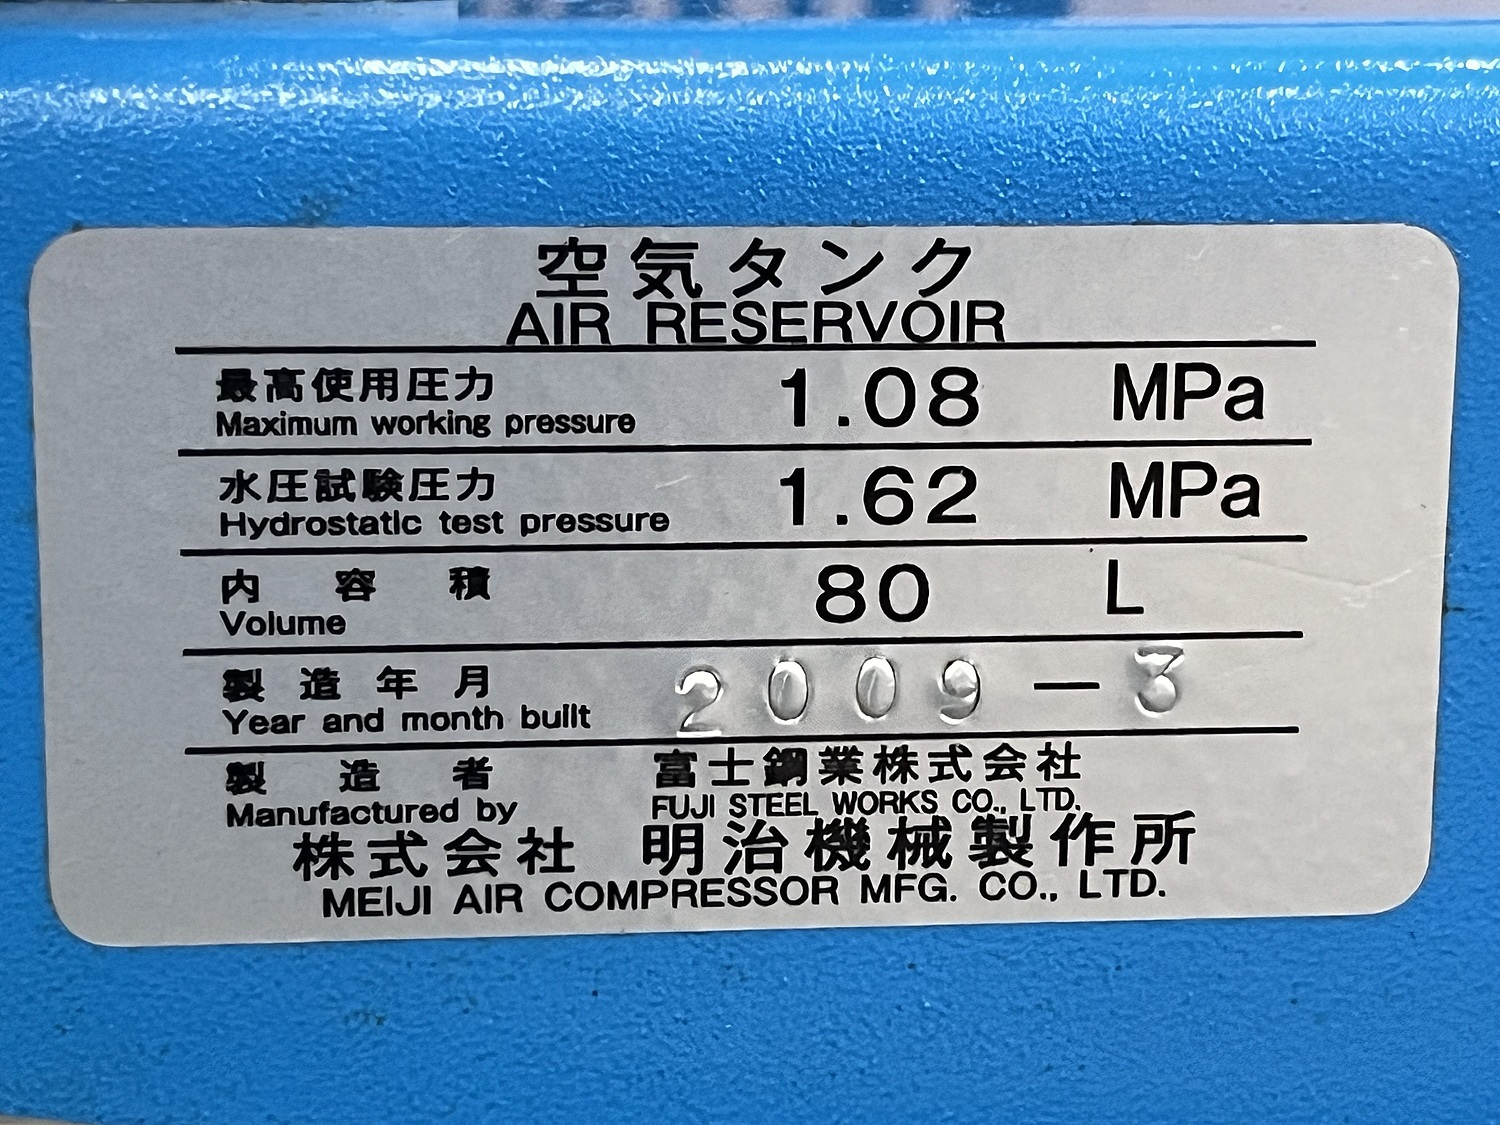 空気タンク
AIR RESERVOIR
最高使用圧力 1.08 MPa
Maximum working pressure
水圧試験圧力 1.62 MPa
Hydrostatic test pressure
内容積 80 L
Volume
製造年月 2009-3
Year and month built
製造者 富士鋼業株式会社
Manufactured by FUJI STEEL WORKS CO., LTD.
株式会社 明治機械製作所
MEIJI AIR COMPRESSOR MFG. CO., LTD.